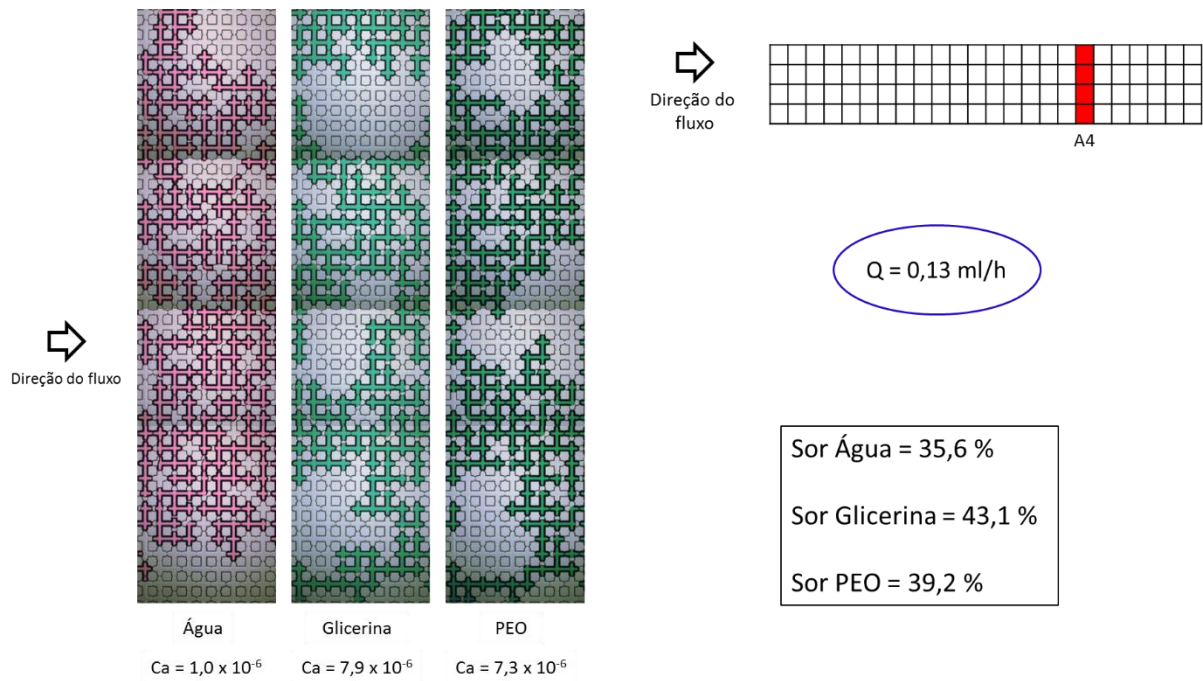 Direção do
fluxo
A4
Q = 0,13 ml/h
Direção do fluxo
Sor Água = 35,6 %
Sor Glicerina = 43,1 %
Sor PEO = 39,2 %
Água
Glicerina
PEO
Ca = 1,0 x 10⁻⁶
Ca = 7,9 x 10⁻⁶
Ca = 7,3 x 10⁻⁶